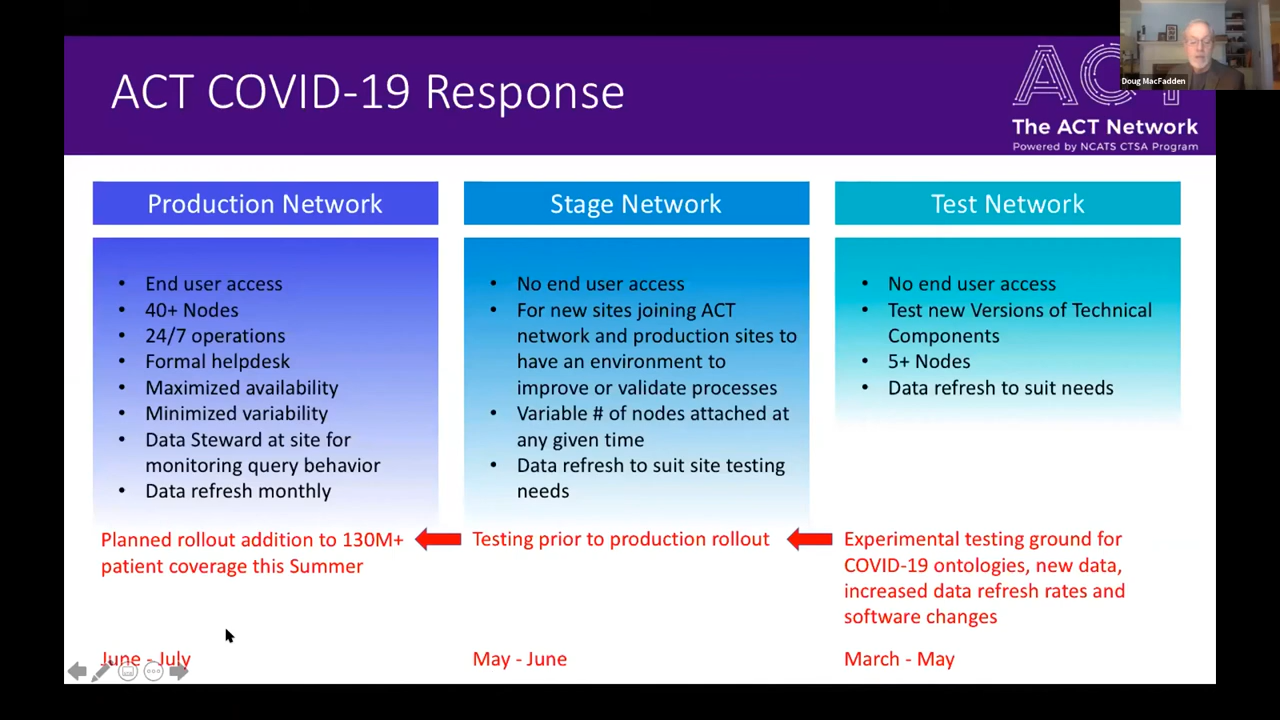 ACT COVID-19 Response
ACT
The ACT Network
Powered by NCATS CTSA Program
Doug MacFadden
Production Network
• End user access
• 40+ Nodes
• 24/7 operations
• Formal helpdesk
• Maximized availability
• Minimized variability
• Data Steward at site for
monitoring query behavior
• Data refresh monthly
Planned rollout addition to 130M+
patient coverage this Summer
June - July
Stage Network
• No end user access
• For new sites joining ACT
network and production sites to
have an environment to
improve or validate processes
• Variable # of nodes attached at
any given time
• Data refresh to suit site testing
needs
Testing prior to production rollout
May - June
Test Network
• No end user access
• Test new Versions of Technical
Components
• 5+ Nodes
• Data refresh to suit needs
Experimental testing ground for
COVID-19 ontologies, new data,
increased data refresh rates and
software changes
March - May